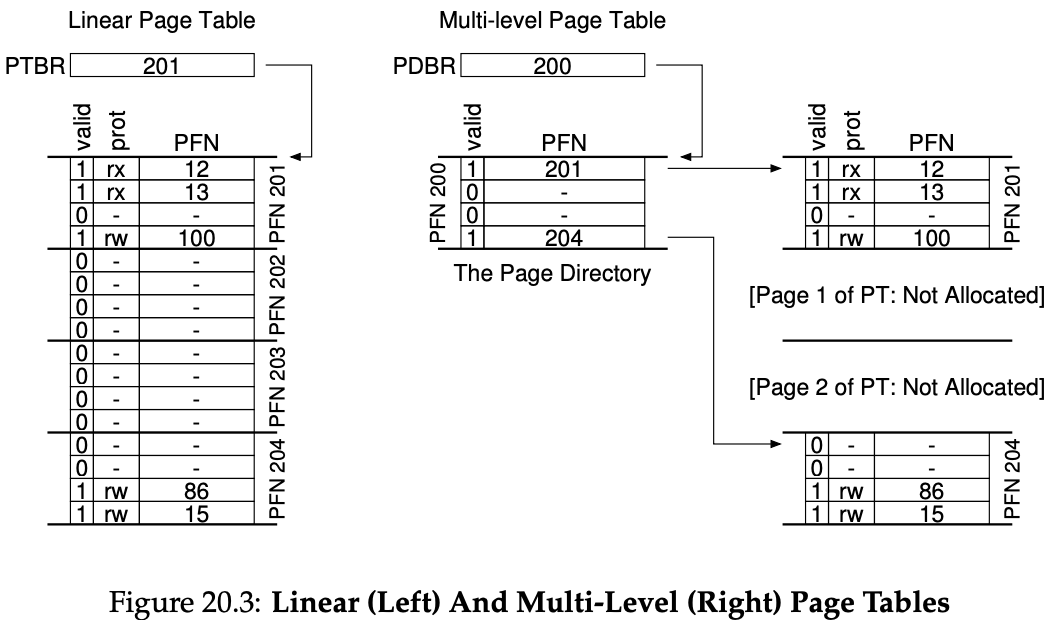 Linear Page Table
PTBR 201
valid prot PFN
1 rx 12
1 rx 13
0 - -
1 rw 100
PFN 201
0 - -
0 - -
0 - -
0 - -
PFN 202
0 - -
0 - -
0 - -
0 - -
PFN 203
0 - -
0 - -
1 rw 86
1 rw 15
PFN 204
Multi-level Page Table
PDBR 200
valid PFN
PFN 200
1 201
0 -
0 -
1 204
The Page Directory
valid prot PFN
1 rx 12
1 rx 13
0 - -
1 rw 100
PFN 201
[Page 1 of PT: Not Allocated]
[Page 2 of PT: Not Allocated]
0 - -
0 - -
1 rw 86
1 rw 15
PFN 204
Figure 20.3: Linear (Left) And Multi-Level (Right) Page Tables